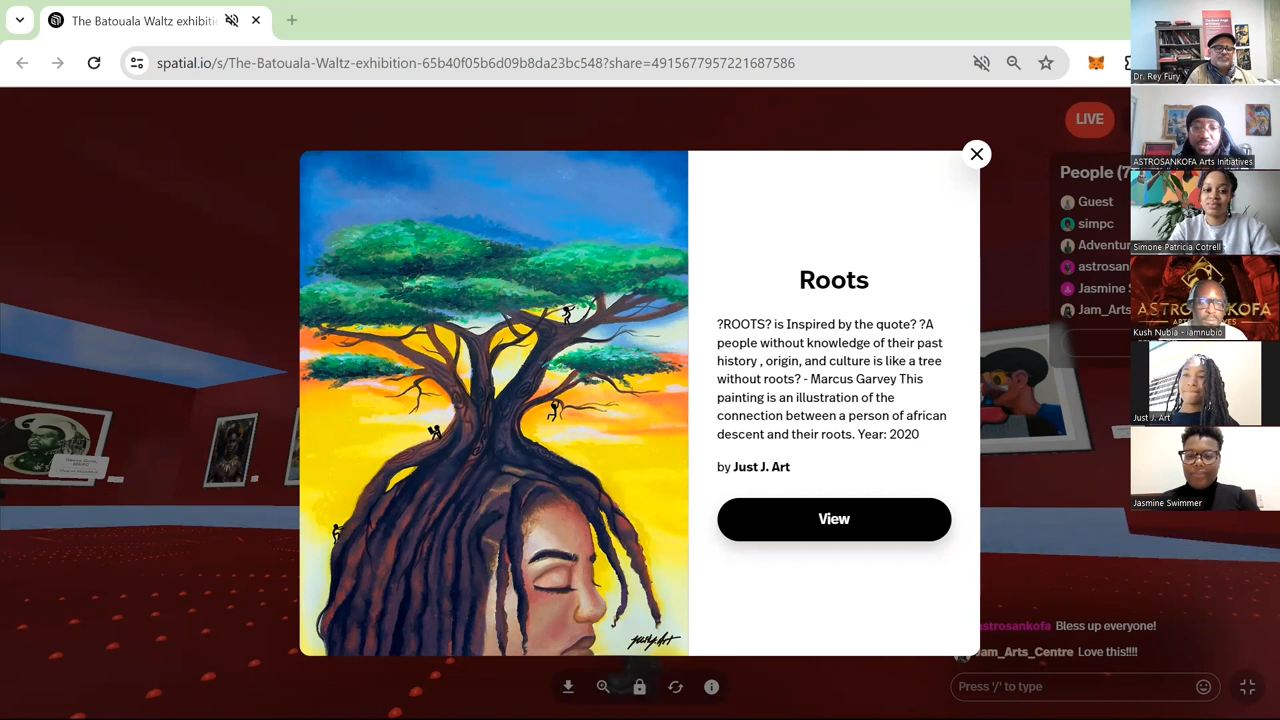 The Batouala Waltz exhibiti
spatial.io/s/The-Batouala-Waltz-exhibition-65b40f05b6d09b8da23bc548?share=4915677957221687586
LIVE
People (7
Guest
simpc
Adventur
astrosan
Jasmine S
Jam_Arts
Roots
?ROOTS? is Inspired by the quote? ?A
people without knowledge of their past
history , origin, and culture is like a tree
without roots? - Marcus Garvey This
painting is an illustration of the
connection between a person of african
descent and their roots. Year: 2020
by Just J. Art
View
Just J. Art
astrosankofa Bless up everyone!
Jam_Arts_Centre Love this!!!!
Press '/' to type
Dr. Rey Fury
ASTROSANKOFA Arts Initiatives
Simone Patricia Cotrell
ASTROSANKOFA
Kush Nubia - iamnubio
Just J. Art
Jasmine Swimmer